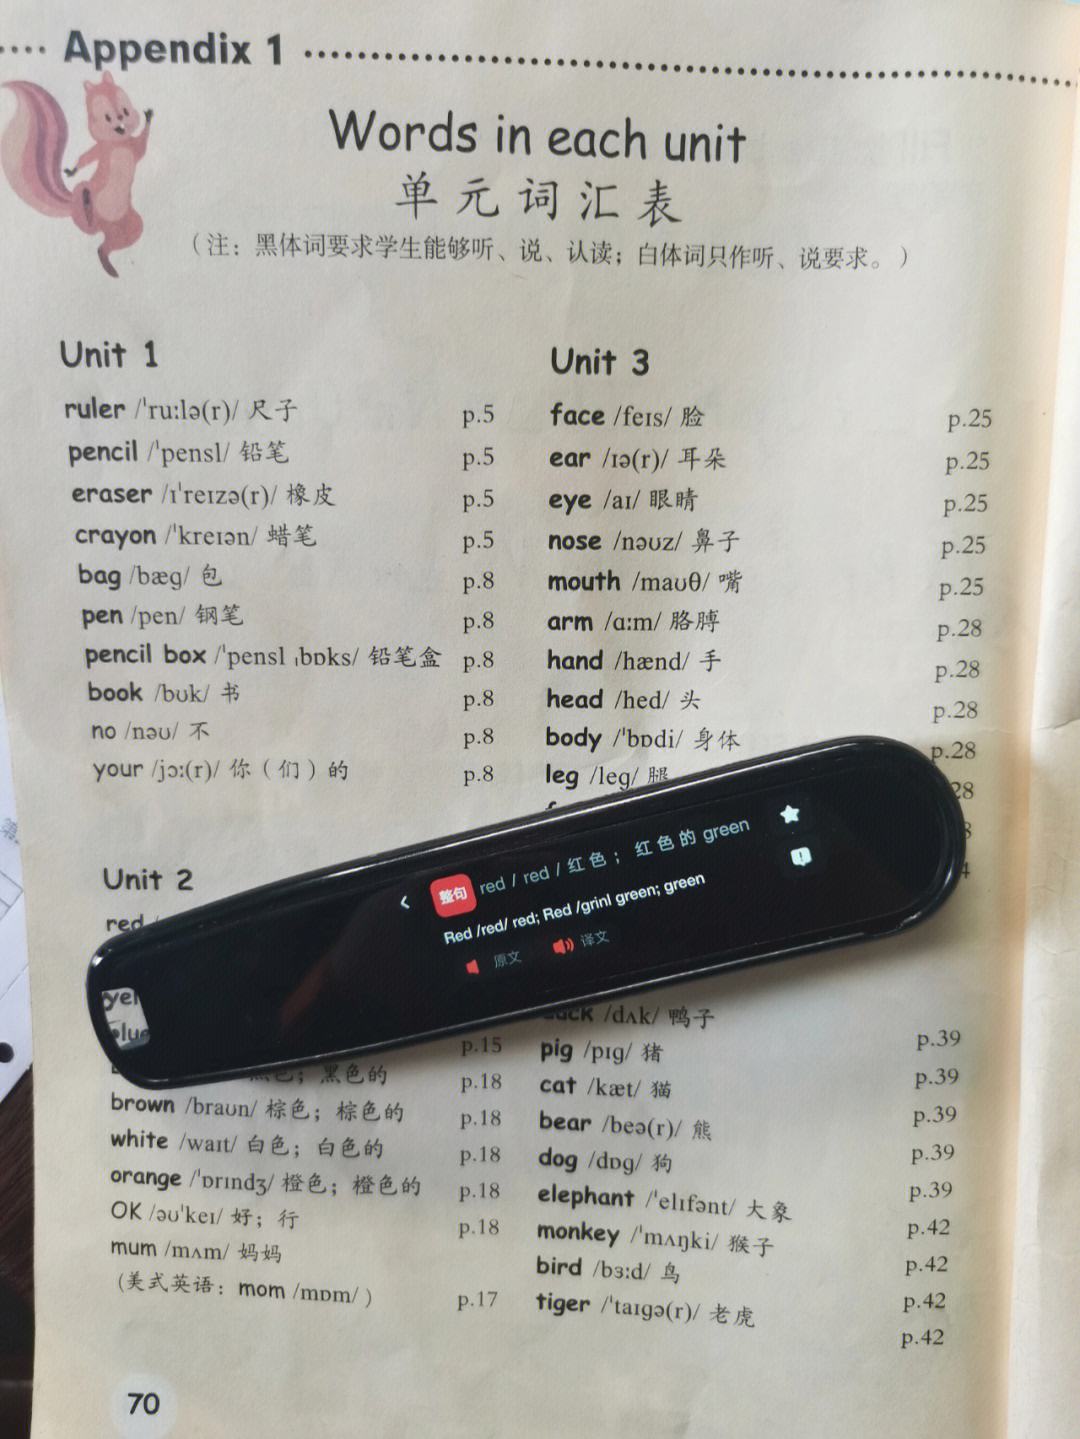 Appendix 1
Words in each unit
单元词汇表
（注：黑体词要求学生能够听、说、认读；白体词只作听、说要求。）
Unit 1
ruler /ˈruːlə(r)/ 尺子 p.5
pencil /ˈpensl/ 铅笔 p.5
eraser /ɪˈreɪzə(r)/ 橡皮 p.5
crayon /ˈkreɪən/ 蜡笔 p.5
bag /bæg/ 包 p.8
pen /pen/ 钢笔 p.8
pencil box /ˈpensl ˌbɒks/ 铅笔盒 p.8
book /bʊk/ 书 p.8
no /nəʊ/ 不 p.8
your /jɔː(r)/ 你（们）的 p.8
Unit 2
red
yel
blue
p.15
黑色；黑色的 p.18
brown /braʊn/ 棕色；棕色的 p.18
white /waɪt/ 白色；白色的 p.18
orange /ˈɒrɪndʒ/ 橙色；橙色的 p.18
OK /əʊˈkeɪ/ 好；行 p.18
mum /mʌm/ 妈妈
(美式英语：mom /mɒm/ ) p.17
Unit 3
face /feɪs/ 脸 p.25
ear /ɪə(r)/ 耳朵 p.25
eye /aɪ/ 眼睛 p.25
nose /nəʊz/ 鼻子 p.25
mouth /maʊθ/ 嘴 p.25
arm /ɑːm/ 胳膊 p.28
hand /hænd/ 手 p.28
head /hed/ 头 p.28
body /ˈbɒdi/ 身体 p.28
leg /leg/ 腿 28
duck /dʌk/ 鸭子 p.39
pig /pɪg/ 猪 p.39
cat /kæt/ 猫 p.39
bear /beə(r)/ 熊 p.39
dog /dɒg/ 狗 p.39
elephant /ˈelɪfənt/ 大象 p.42
monkey /ˈmʌŋki/ 猴子 p.42
bird /bɜːd/ 鸟 p.42
tiger /ˈtaɪgə(r)/ 老虎 p.42
整句 red / red / 红色；红色的 green
Red /red/ red; Red /grinl green; green
原文 译文
70